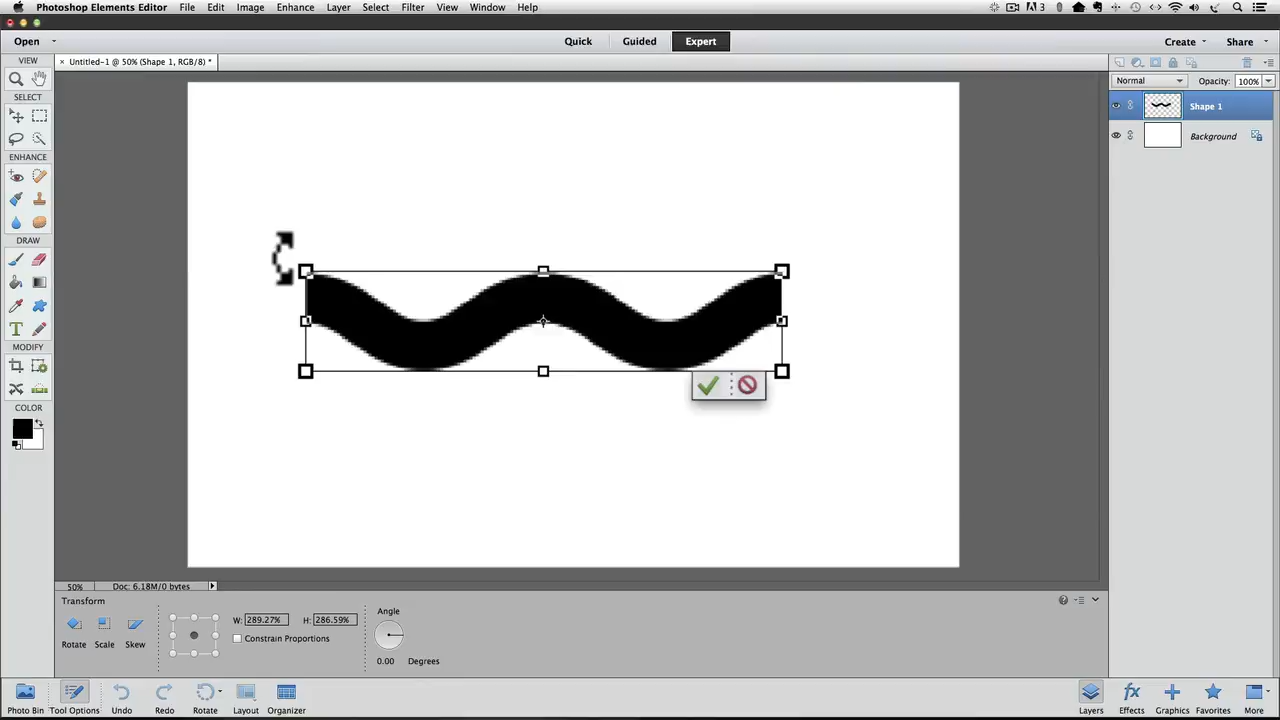 Photoshop Elements Editor File Edit Image Enhance Layer Select Filter View Window Help 3
Open Quick Guided Expert Create Share
VIEW
× Untitled-1 @ 50% (Shape 1, RGB/8) *
Normal Opacity: 100%
SELECT
Shape 1
Background
ENHANCE
DRAW
T
MODIFY
COLOR
50% Doc: 6.18M/0 bytes
Transform
Angle
W: 289.27% H: 286.59%
Constrain Proportions
Rotate Scale Skew
0.00 Degrees
Photo Bin Tool Options Undo Redo Rotate Layout Organizer
fx
Layers Effects Graphics Favorites More